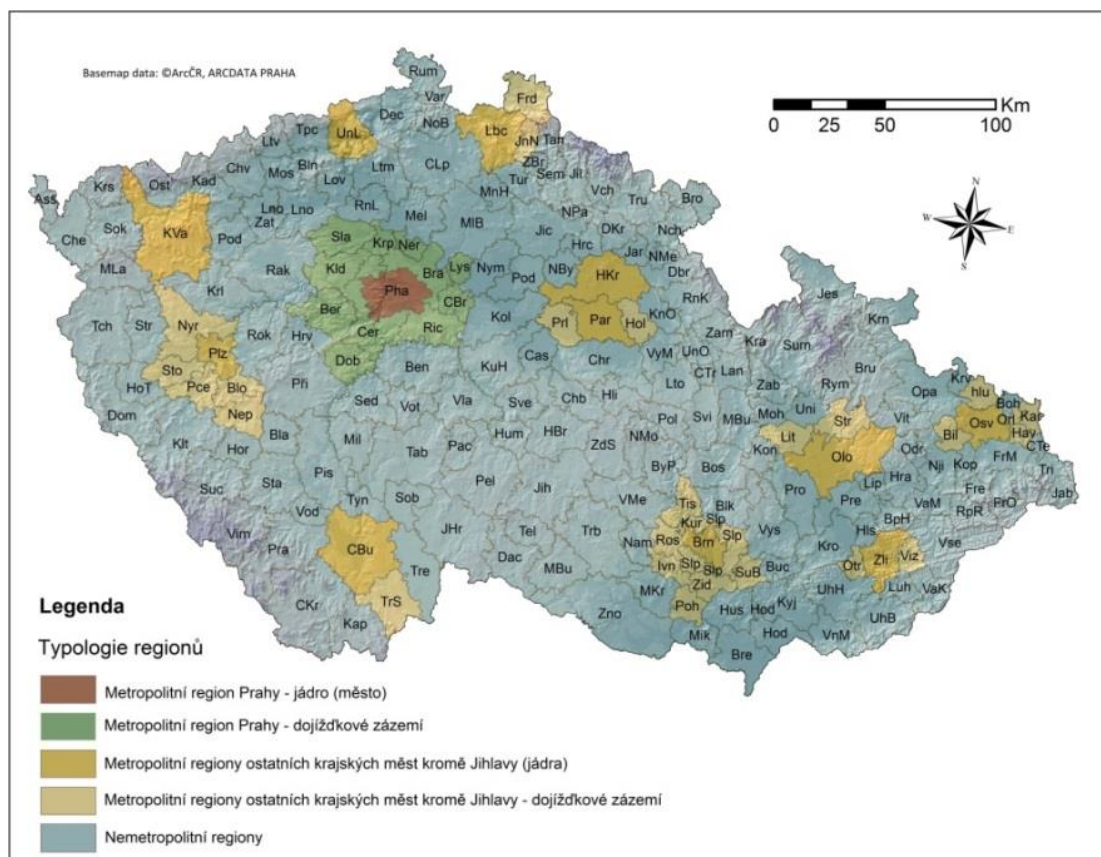 Basemap data: ©ArcČR, ARCDATA PRAHA
Km
0 25 50 100
N
W E
S
Rum
Var
Dec
NoB
Frd
Lbc
JnN Tan
UnL
Tpc
Ltv
Bln
Ltm
CLp
ZBr
Sem Jil
Tur
Vch
Tru
Bro
Chv
Mos
Lov
MnH
Kad
Ost
Krs
Ass
Lno
Lno
RnL
Mel
MlB
Jic
NPa
DKr
Nch
Sok
KVa
Che
Zat
Pod
Sla
Krp
Ner
Hrc
Jar
NMe
MLa
Rak
Kld
Bra
Lys
Nym
Pod
NBy
HKr
Dbr
Krl
Pha
CBr
RnK
Jes
Tch
Str
Nyr
Ber
Kol
Prl
Par
Hol
KnO
Krn
Rok
Hrv
Cer
Ric
Zam
Kra
Sum
Plz
Dob
Ben
KuH
Cas
Chr
VyM
UnO
CTr
Lan
Bru
Sto
Pce
Blo
HoT
Při
Zab
Rym
Opa
Krv
hlu
Boh
Dom
Nep
Sed
Vot
Vla
Sve
Chb
Hli
Lto
Pol
Svi
MBu
Moh
Uni
Str
Vit
Bil
Osv
Orl
Kar
Hav
CTe
Klt
Hor
Bla
Mil
Hum
HBr
ZdS
NMo
Kon
Lit
Olo
Odr
Nji
Kop
FrM
Tri
Suc
Sta
Pis
Tab
Pac
Pel
Jih
ByP
Bos
Pro
Lip
Hra
Fre
Jab
Vod
Tyn
Sob
VMe
Tis
Blk
Pre
VaM
FrO
RpR
Vim
Pra
CBu
JHr
Tel
Trb
Nam
Ros
Kur
Slp
Slp
Brn
Vys
Hls
BpH
Vse
Dac
Ivn
Slp
Slp
SuB
Buc
Kro
Otr
Zli
Viz
Tre
MBu
MKr
Zid
UhH
Luh
VaK
CKr
TrS
Zno
Poh
Hus
Hod
Kyj
UhB
Kap
Mik
Bre
Hod
VnM
Legenda
Typologie regionů
Metropolitní region Prahy - jádro (město)
Metropolitní region Prahy - dojížďkové zázemí
Metropolitní regiony ostatních krajských měst kromě Jihlavy (jádra)
Metropolitní regiony ostatních krajských měst kromě Jihlavy - dojížďkové zázemí
Nemetropolitní regiony